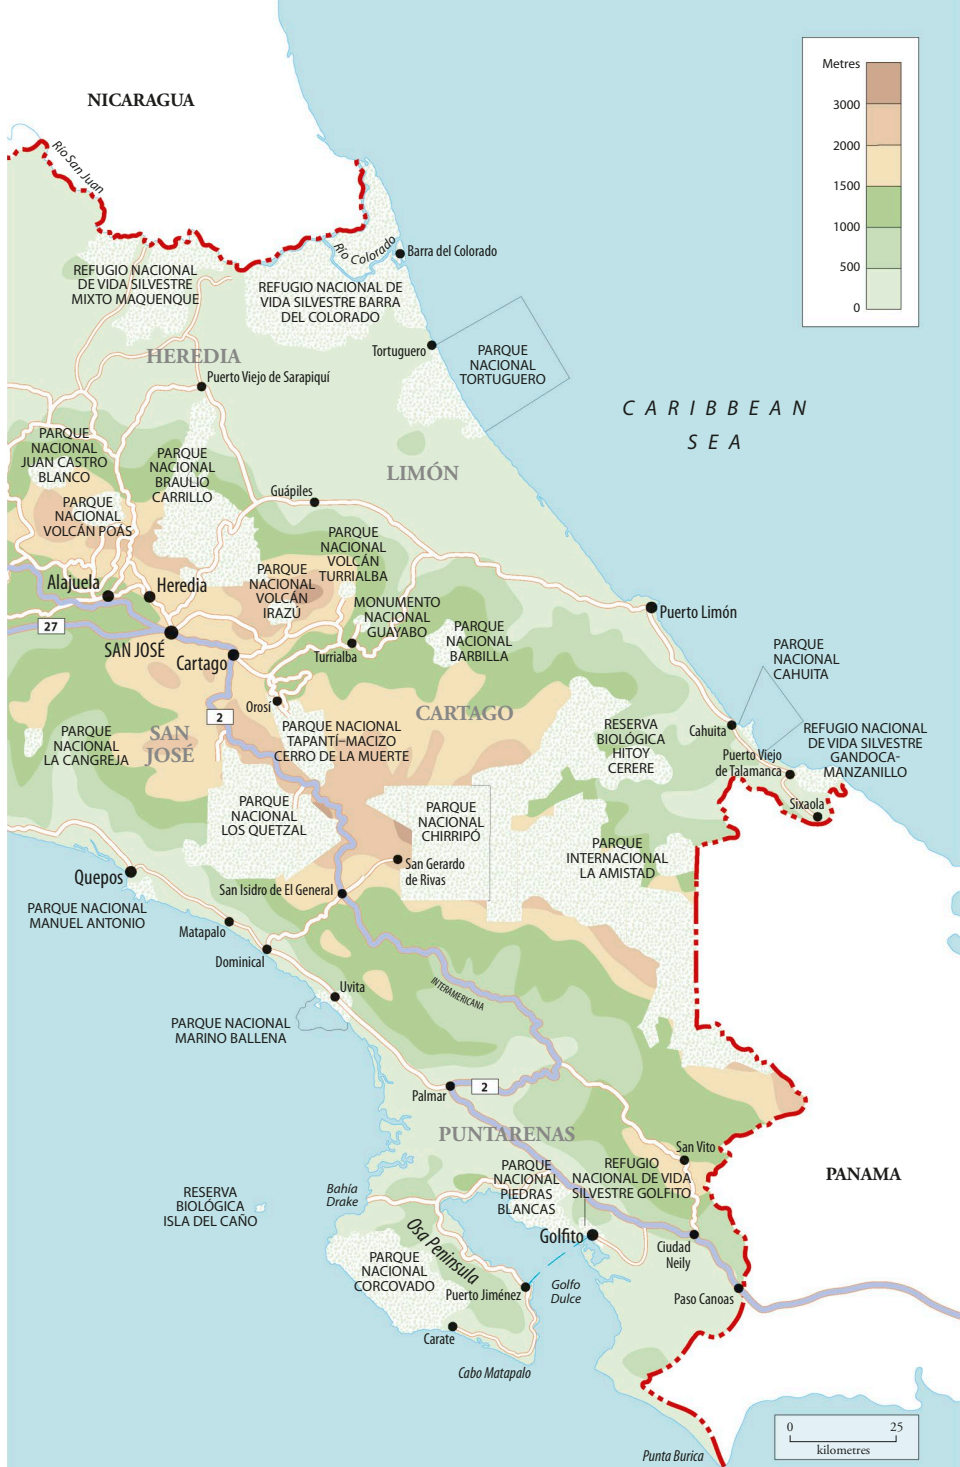 Metres
3000
2000
1500
1000
500
0
NICARAGUA
Río San Juan
Río Colorado
Barra del Colorado
REFUGIO NACIONAL
DE VIDA SILVESTRE
MIXTO MAQUENQUE
REFUGIO NACIONAL DE
VIDA SILVESTRE BARRA
DEL COLORADO
HEREDIA
Tortuguero
PARQUE
NACIONAL
TORTUGUERO
Puerto Viejo de Sarapiquí
CARIBBEAN
SEA
PARQUE
NACIONAL
JUAN CASTRO
BLANCO
PARQUE
NACIONAL
BRAULIO
CARRILLO
LIMÓN
Guápiles
PARQUE
NACIONAL
VOLCÁN POÁS
PARQUE
NACIONAL
VOLCÁN
TURRIALBA
PARQUE
NACIONAL
VOLCÁN
IRAZÚ
Alajuela
Heredia
MONUMENTO
NACIONAL
GUAYABO
Puerto Limón
27
SAN JOSÉ
Cartago
Turrialba
PARQUE
NACIONAL
BARBILLA
PARQUE
NACIONAL
CAHUITA
Orosí
2
CARTAGO
SAN
JOSÉ
PARQUE
NACIONAL
LA CANGREJA
PARQUE NACIONAL
TAPANTÍ–MACIZO
CERRO DE LA MUERTE
RESERVA
BIOLÓGICA
HITOY
CERERE
Cahuita
REFUGIO NACIONAL
DE VIDA SILVESTRE
GANDOCA-
MANZANILLO
Puerto Viejo
de Talamanca
Sixaola
PARQUE
NACIONAL
LOS QUETZAL
PARQUE
NACIONAL
CHIRRIPÓ
PARQUE
INTERNACIONAL
LA AMISTAD
Quepos
San Gerardo
de Rivas
San Isidro de El General
PARQUE NACIONAL
MANUEL ANTONIO
Matapalo
Dominical
Uvita
INTERAMERICANA
PARQUE NACIONAL
MARINO BALLENA
Palmar
2
PUNTARENAS
San Vito
PANAMA
PARQUE
NACIONAL
PIEDRAS
BLANCAS
REFUGIO
NACIONAL DE VIDA
SILVESTRE GOLFITO
RESERVA
BIOLÓGICA
ISLA DEL CAÑO
Bahía
Drake
Osa Peninsula
Golfito
Ciudad
Neily
PARQUE
NACIONAL
CORCOVADO
Puerto Jiménez
Golfo
Dulce
Paso Canoas
Carate
Cabo Matapalo
0 25
kilometres
Punta Burica